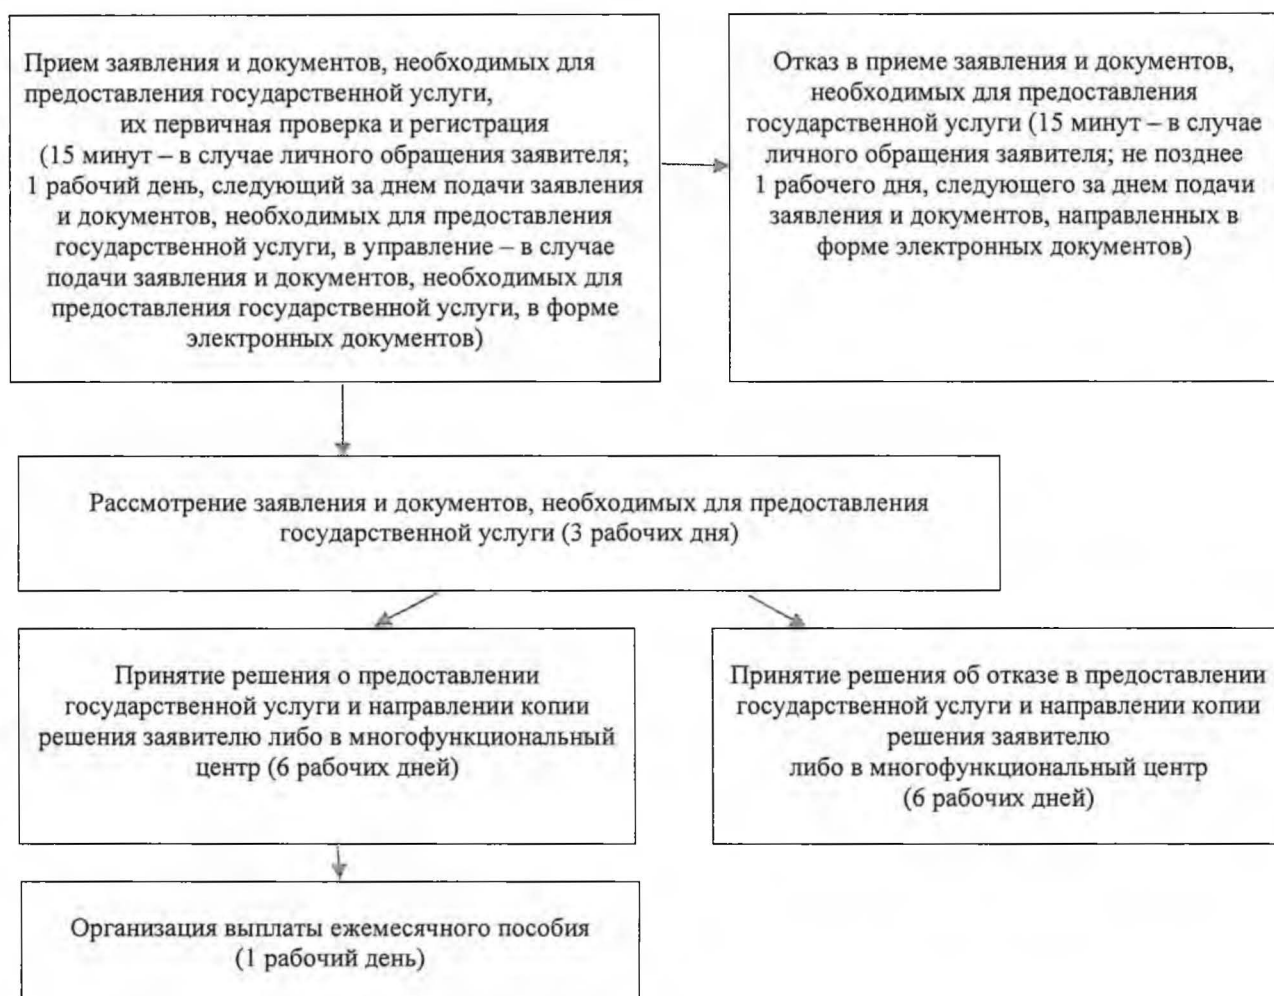 Прием заявления и документов, необходимых для
предоставления государственной услуги,
их первичная проверка и регистрация
(15 минут – в случае личного обращения заявителя;
1 рабочий день, следующий за днем подачи заявления
и документов, необходимых для предоставления
государственной услуги, в управление – в случае
подачи заявления и документов, необходимых для
предоставления государственной услуги, в форме
электронных документов)
Отказ в приеме заявления и документов,
необходимых для предоставления
государственной услуги (15 минут – в случае
личного обращения заявителя; не позднее
1 рабочего дня, следующего за днем подачи
заявления и документов, направленных в
форме электронных документов)
Рассмотрение заявления и документов, необходимых для предоставления
государственной услуги (3 рабочих дня)
Принятие решения о предоставлении
государственной услуги и направлении копии
решения заявителю либо в многофункциональный
центр (6 рабочих дней)
Принятие решения об отказе в предоставлении
государственной услуги и направлении копии
решения заявителю
либо в многофункциональный центр
(6 рабочих дней)
Организация выплаты ежемесячного пособия
(1 рабочий день)